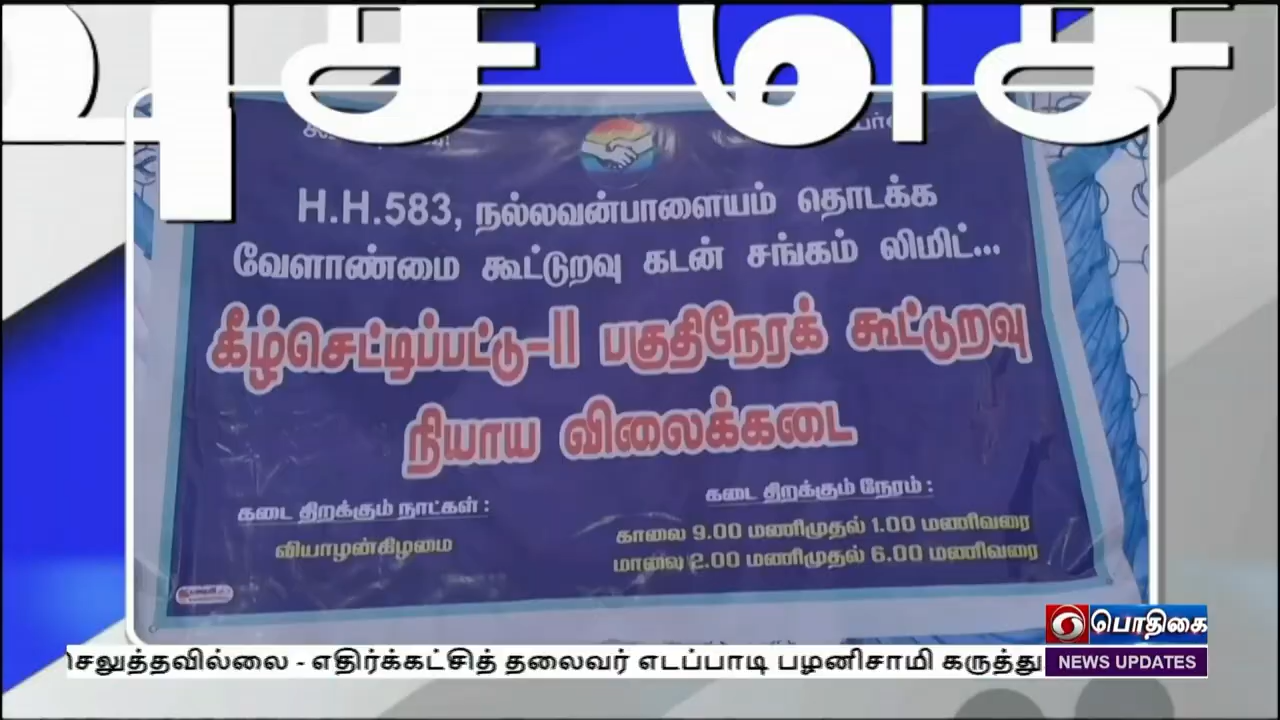 H.H.583, நல்லவன்பாளையம் தொடக்க
வேளாண்மை கூட்டுறவு கடன் சங்கம் லிமிட்...
கீழ்செட்டிப்பட்டு-II பகுதிநேரக் கூட்டுறவு
நியாய விலைக்கடை
கடை திறக்கும் நாட்கள் :
வியாழன்கிழமை
கடை திறக்கும் நேரம் :
காலை 9.00 மணிமுதல் 1.00 மணிவரை
மாலை 2.00 மணிமுதல் 6.00 மணிவரை
பொதிகை
NEWS UPDATES
செலுத்தவில்லை - எதிர்க்கட்சித் தலைவர் எடப்பாடி பழனிசாமி கருத்து